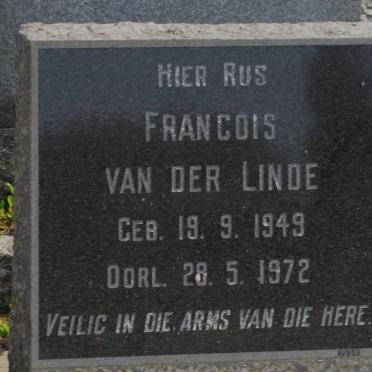 HIER RUS
FRANCOIS
VAN DER LINDE
GEB. 19. 9. 1949
OORL. 28. 5. 1972
VEILIG IN DIE ARMS VAN DIE HERE.